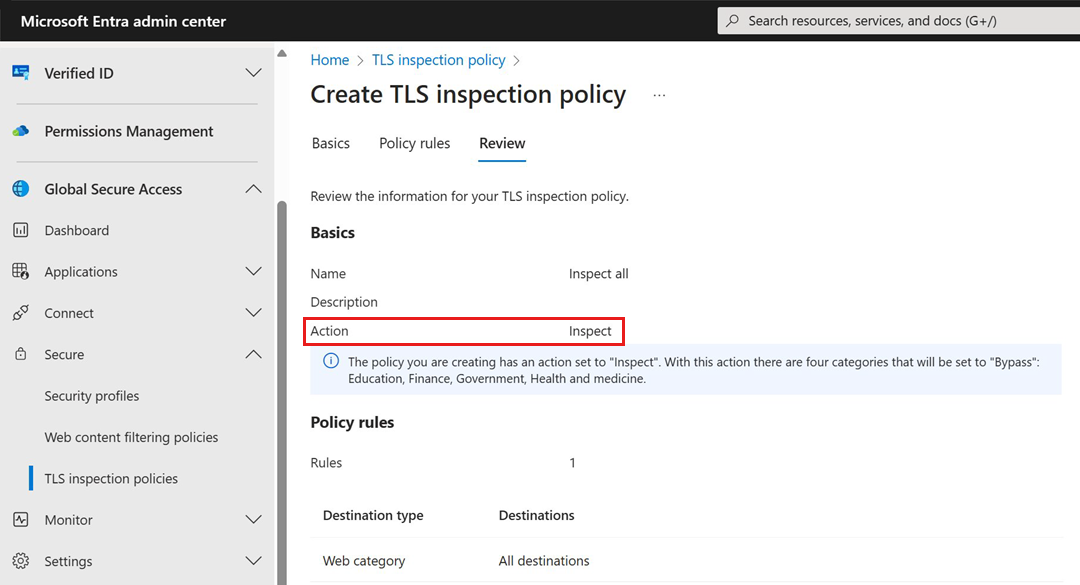 Microsoft Entra admin center
Search resources, services, and docs (G+/)
Verified ID
Permissions Management
Global Secure Access
Dashboard
Applications
Connect
Secure
Security profiles
Web content filtering policies
TLS inspection policies
Monitor
Settings
Home > TLS inspection policy >
Create TLS inspection policy ...
Basics Policy rules Review
Review the information for your TLS inspection policy.
Basics
Name Inspect all
Description
Action Inspect
The policy you are creating has an action set to "Inspect". With this action there are four categories that will be set to "Bypass":
Education, Finance, Government, Health and medicine.
Policy rules
Rules 1
Destination type Destinations
Web category All destinations